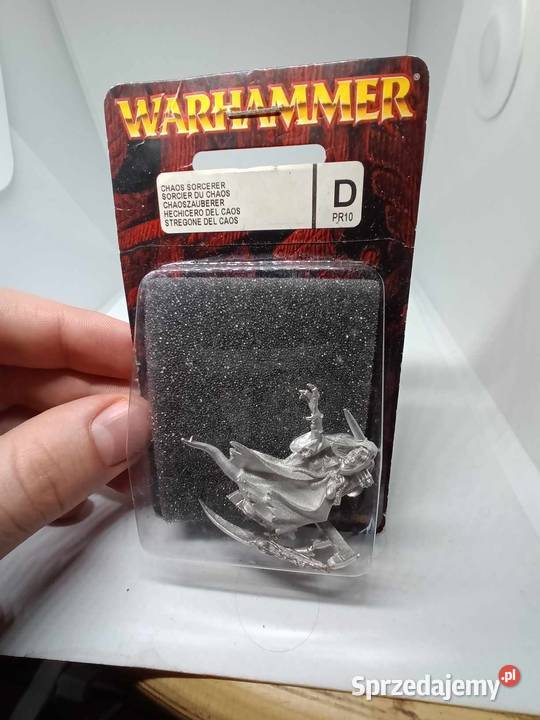 WARHAMMER®
CHAOS SORCERER
SORCIER DU CHAOS
CHAOSZAUBERER
HECHICERO DEL CAOS
STREGONE DEL CAOS
D
PR10
Sprzedajemy.pl